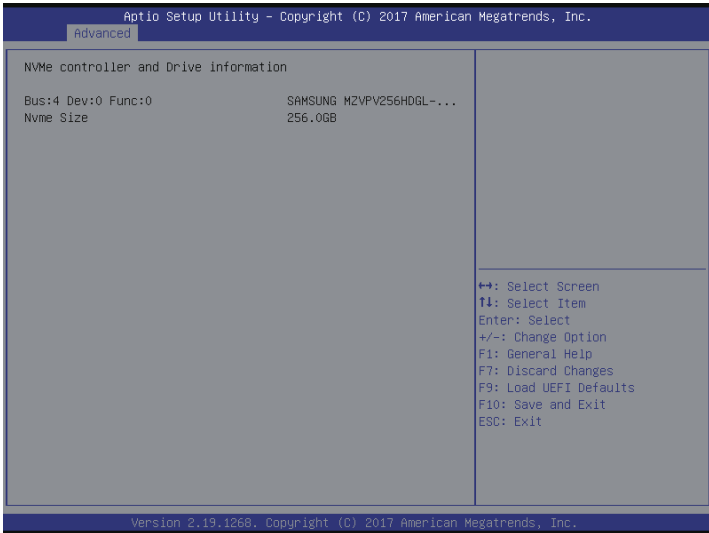 Aptio Setup Utility – Copyright (C) 2017 American Megatrends, Inc.
Advanced
NVMe controller and Drive information
Bus:4 Dev:0 Func:0 SAMSUNG MZVPV256HDGL-...
Nvme Size 256.0GB
↔: Select Screen
↑↓: Select Item
Enter: Select
+/-: Change Option
F1: General Help
F7: Discard Changes
F9: Load UEFI Defaults
F10: Save and Exit
ESC: Exit
Version 2.19.1268. Copyright (C) 2017 American Megatrends, Inc.